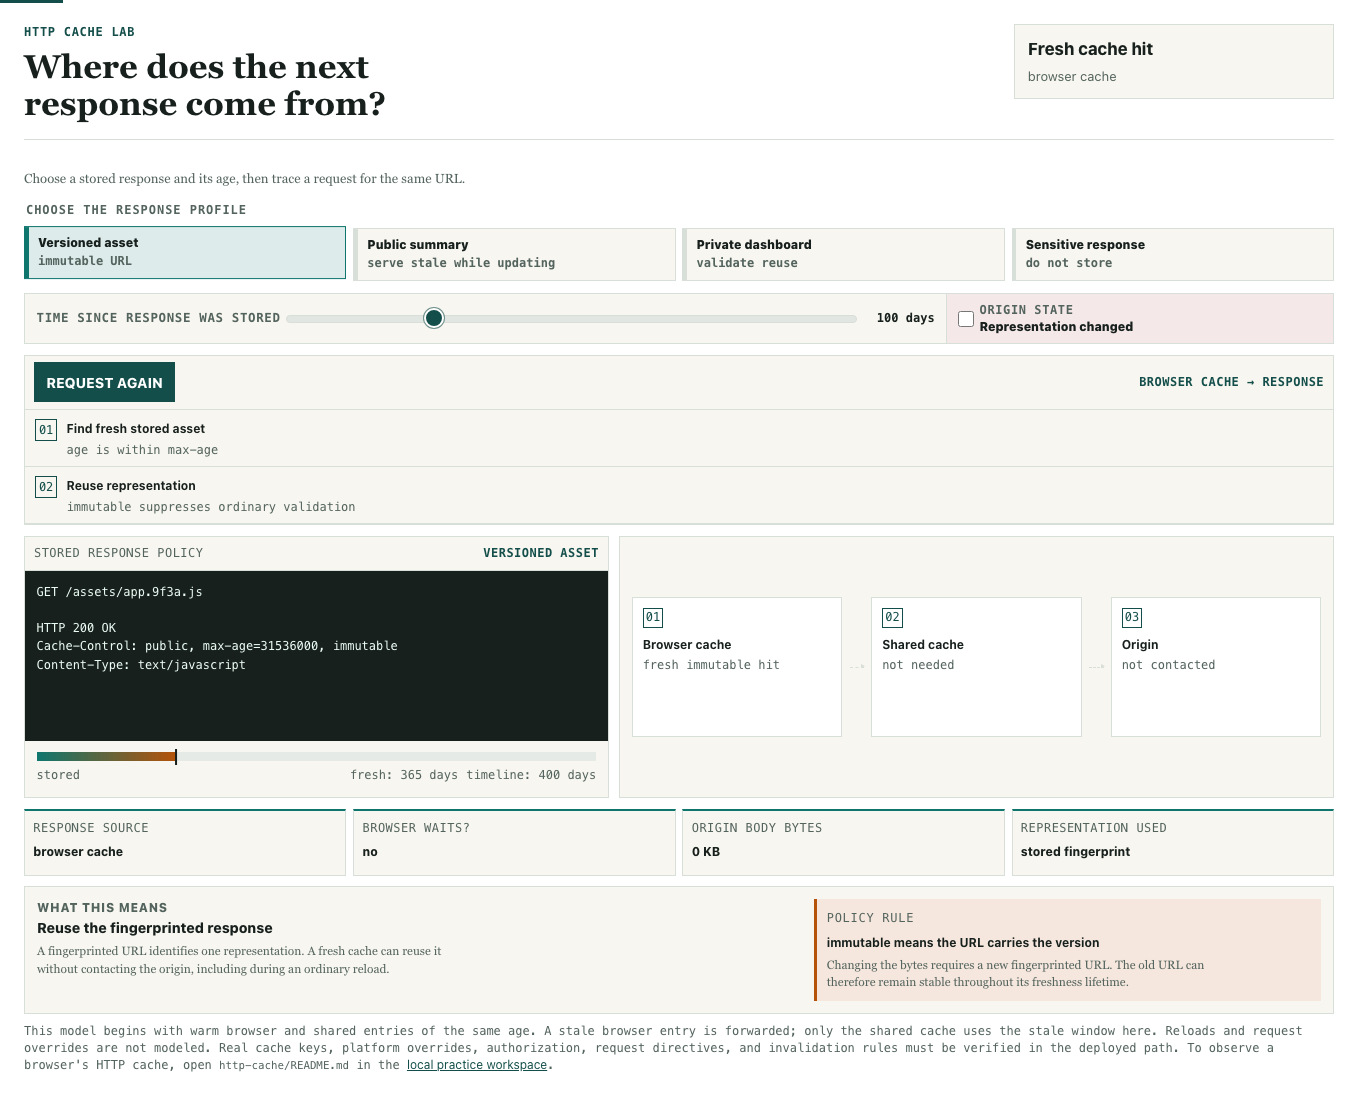 HTTP CACHE LAB
Where does the next
response come from?
Fresh cache hit
browser cache
Choose a stored response and its age, then trace a request for the same URL.
CHOOSE THE RESPONSE PROFILE
Versioned asset
immutable URL
Public summary
serve stale while updating
Private dashboard
validate reuse
Sensitive response
do not store
TIME SINCE RESPONSE WAS STORED
100 days
ORIGIN STATE
Representation changed
REQUEST AGAIN
BROWSER CACHE → RESPONSE
01
Find fresh stored asset
age is within max-age
02
Reuse representation
immutable suppresses ordinary validation
STORED RESPONSE POLICY
VERSIONED ASSET
GET /assets/app.9f3a.js
HTTP 200 OK
Cache-Control: public, max-age=31536000, immutable
Content-Type: text/javascript
stored
fresh: 365 days timeline: 400 days
01
Browser cache
fresh immutable hit
02
Shared cache
not needed
03
Origin
not contacted
RESPONSE SOURCE
browser cache
BROWSER WAITS?
no
ORIGIN BODY BYTES
0 KB
REPRESENTATION USED
stored fingerprint
WHAT THIS MEANS
Reuse the fingerprinted response
A fingerprinted URL identifies one representation. A fresh cache can reuse it
without contacting the origin, including during an ordinary reload.
POLICY RULE
immutable means the URL carries the version
Changing the bytes requires a new fingerprinted URL. The old URL can
therefore remain stable throughout its freshness lifetime.
This model begins with warm browser and shared entries of the same age. A stale browser entry is forwarded; only the shared cache uses the stale window here. Reloads and request
overrides are not modeled. Real cache keys, platform overrides, authorization, request directives, and invalidation rules must be verified in the deployed path. To observe a
browser's HTTP cache, open http-cache/README.md in the local practice workspace.